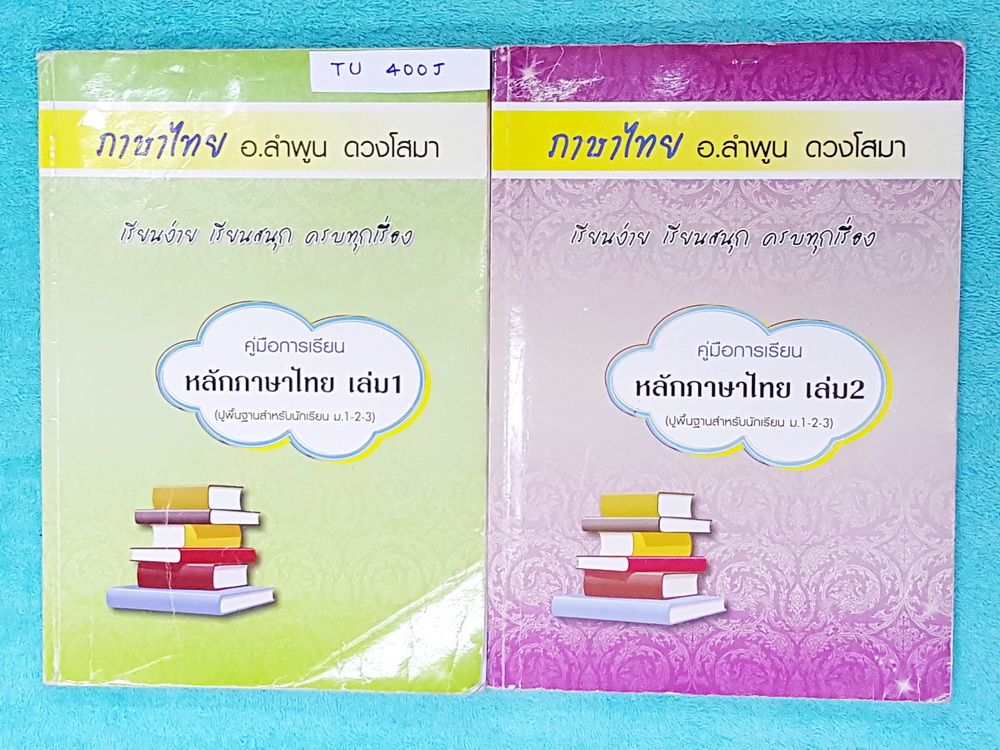 TU 400J
ภาษาไทย อ.ลำพูน ดวงโสมา
เรียนง่าย เรียนสนุก ครบทุกเรื่อง
คู่มือการเรียน
หลักภาษาไทย เล่ม1
(ปูพื้นฐานสำหรับนักเรียน ม.1-2-3)
ภาษาไทย อ.ลำพูน ดวงโสมา
เรียนง่าย เรียนสนุก ครบทุกเรื่อง
คู่มือการเรียน
หลักภาษาไทย เล่ม2
(ปูพื้นฐานสำหรับนักเรียน ม.1-2-3)